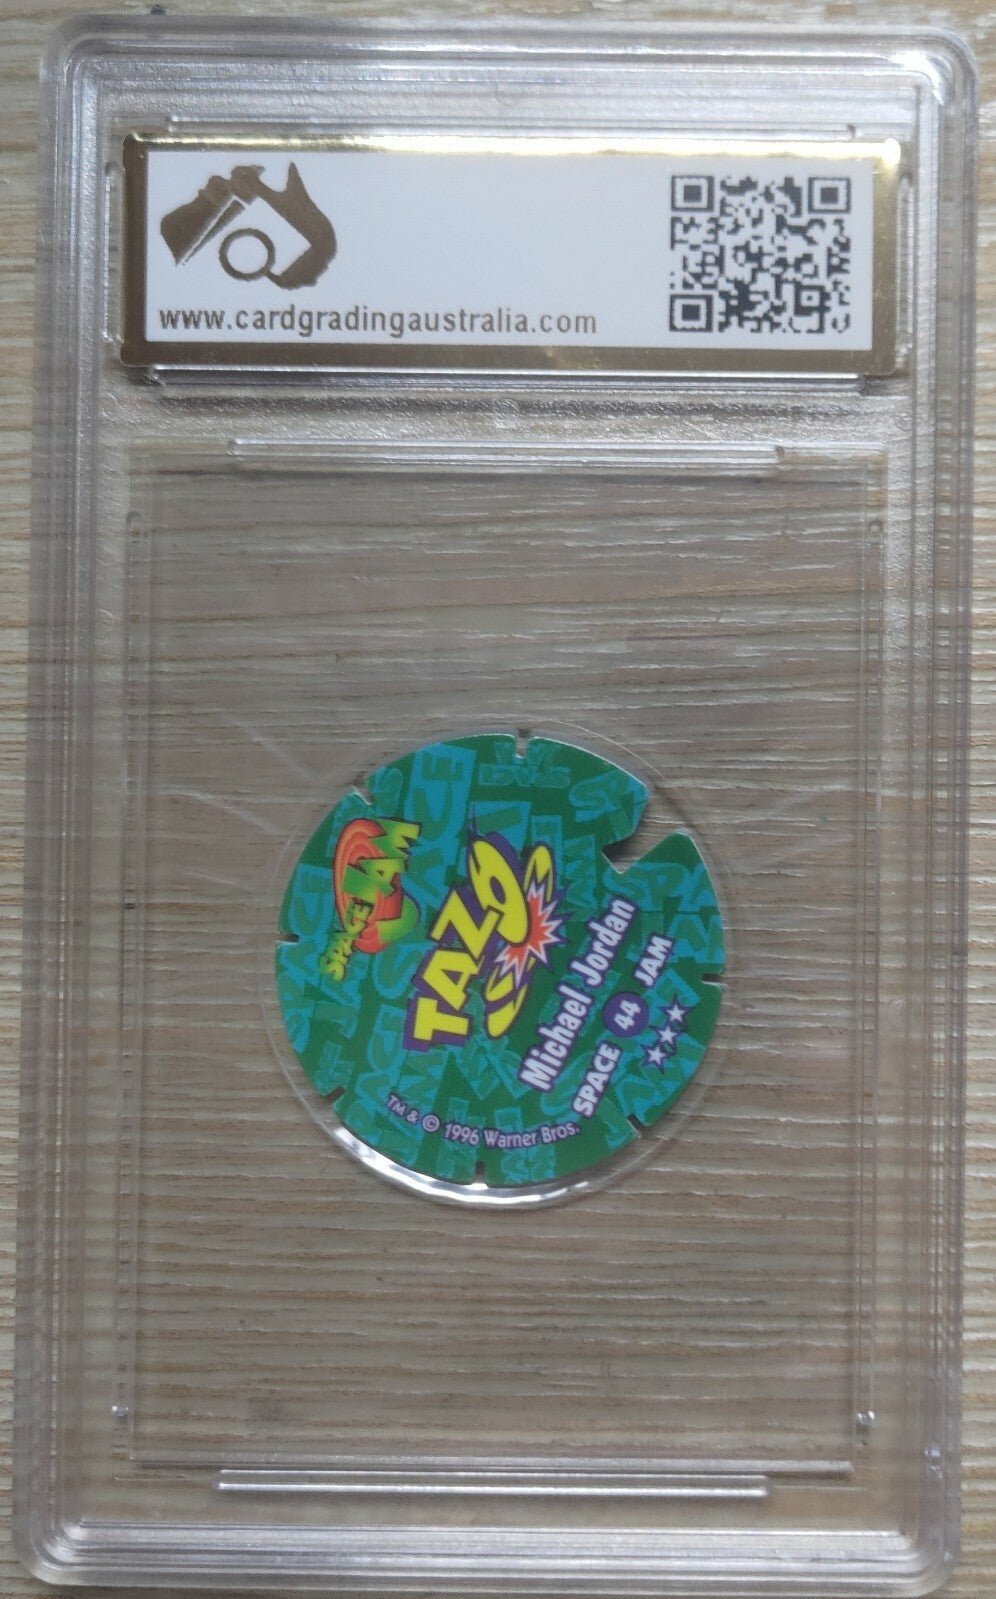 www.cardgradingaustralia.com
SPACE
JAM
TAZO
Michael Jordan
SPACE 44 JAM
TM & © 1996 Warner Bros.